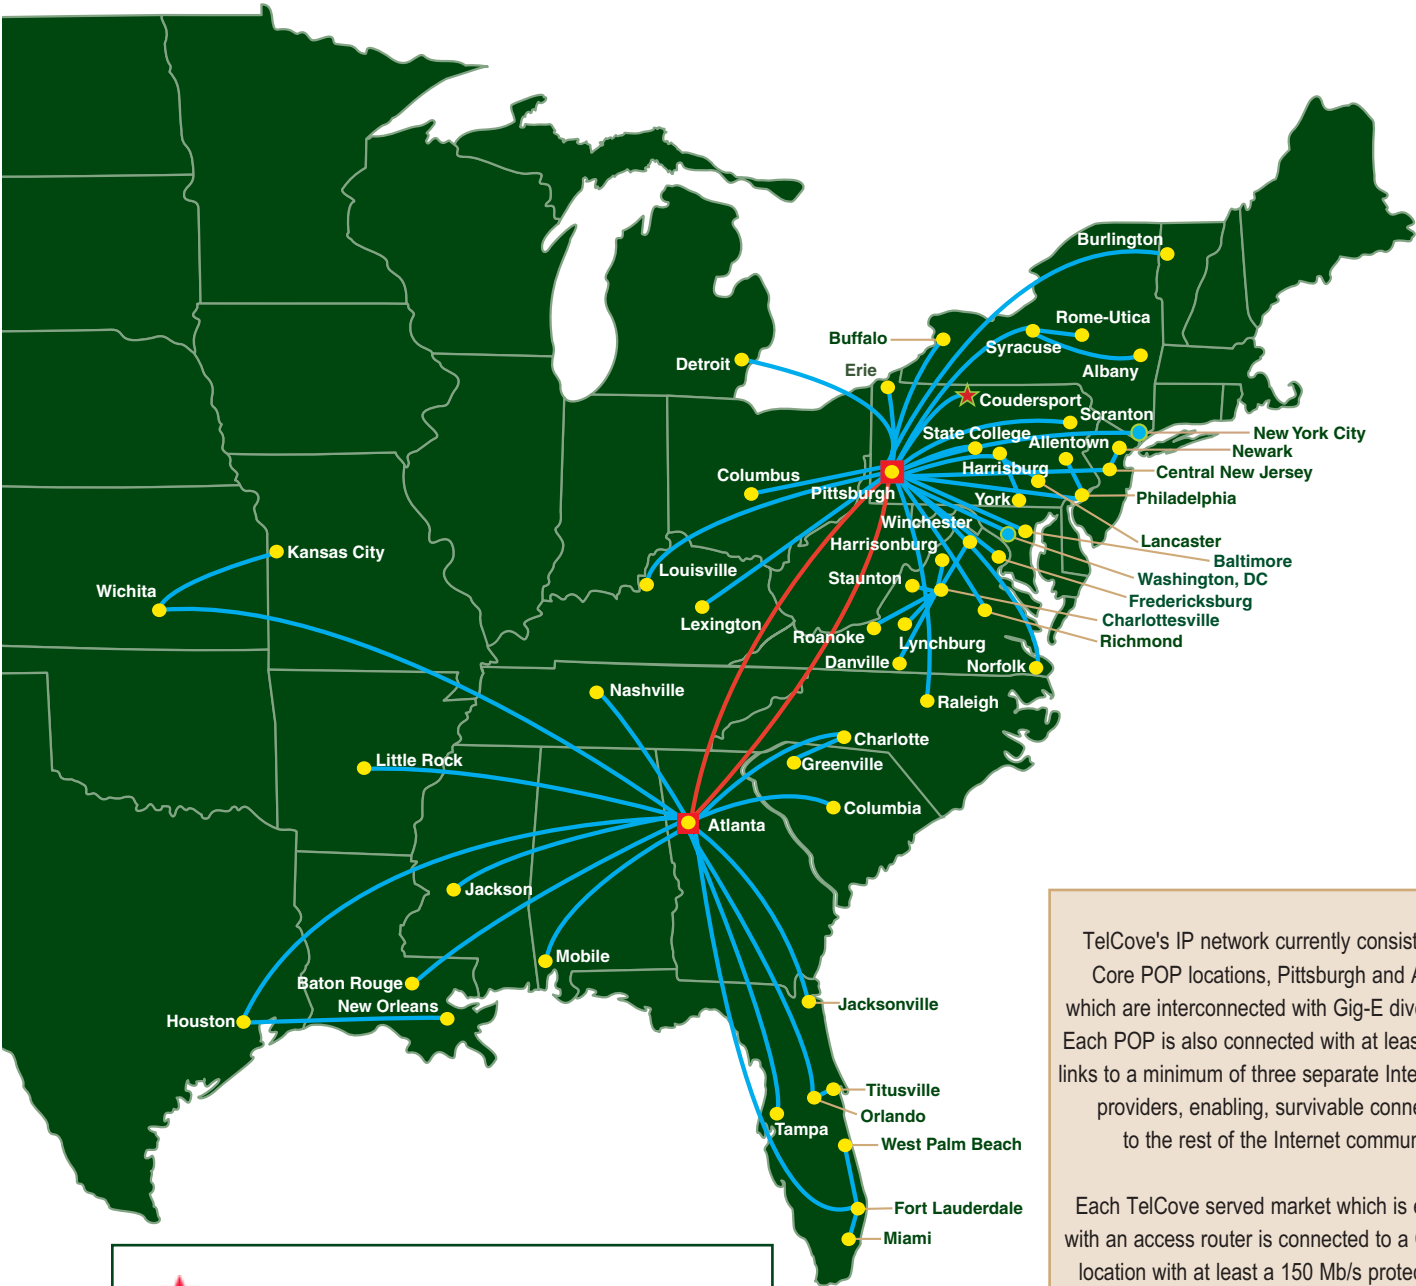 Burlington
Rome-Utica
Buffalo
Syracuse
Detroit
Erie
Albany
Coudersport
Scranton
State College
Allentown
New York City
Newark
Columbus
Harrisburg
Central New Jersey
Pittsburgh
York
Philadelphia
Winchester
Harrisonburg
Lancaster
Kansas City
Baltimore
Louisville
Staunton
Washington, DC
Wichita
Fredericksburg
Lexington
Charlottesville
Roanoke
Lynchburg
Richmond
Danville
Norfolk
Nashville
Raleigh
Charlotte
Little Rock
Greenville
Columbia
Atlanta
Jackson
Mobile
Baton Rouge
New Orleans
Jacksonville
Houston
Titusville
Orlando
Tampa
West Palm Beach
Fort Lauderdale
Miami
TelCove's IP network currently consist
Core POP locations, Pittsburgh and A
which are interconnected with Gig-E dive
Each POP is also connected with at leas
links to a minimum of three separate Inte
providers, enabling, survivable conne
to the rest of the Internet commun
Each TelCove served market which is e
with an access router is connected to a
location with at least a 150 Mb/s protec